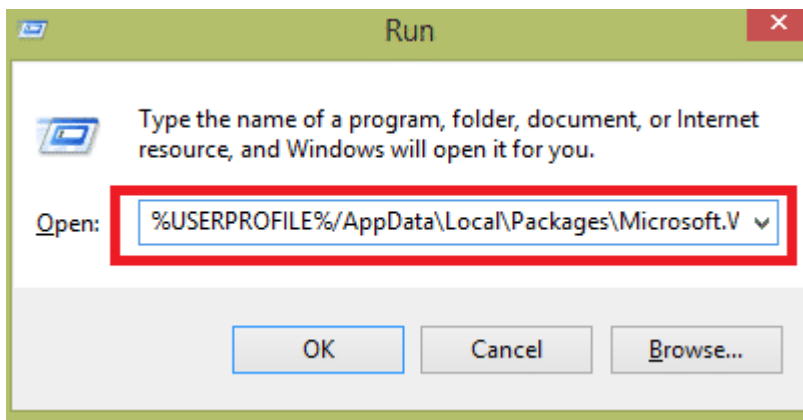 Run
Type the name of a program, folder, document, or Internet
resource, and Windows will open it for you.
Open: %USERPROFILE%/AppData\Local\Packages\Microsoft.V
OK Cancel Browse...